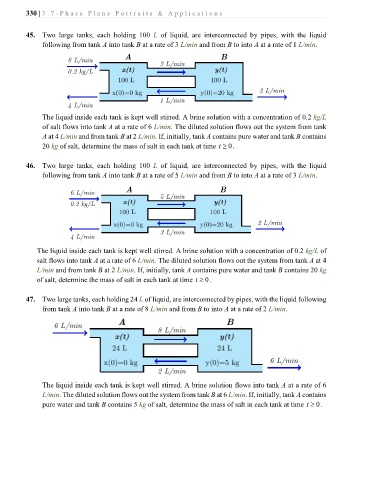 330 | 3.7-Phase Plane Portraits & Applications
45. Two large tanks, each holding 100 L of liquid, are interconnected by pipes, with the liquid
following from tank A into tank B at a rate of 3 L/min and from B to into A at a rate of 1 L/min.
A B
6 L/min 3 L/min
0.2 kg/L x(t) y(t)
100 L 100 L
x(0)=0 kg y(0)=20 kg 2 L/min
4 L/min 1 L/min
The liquid inside each tank is kept well stirred. A brine solution with a concentration of 0.2 kg/L
of salt flows into tank A at a rate of 6 L/min. The diluted solution flows out the system from tank
A at 4 L/min and from tank B at 2 L/min. If, initially, tank A contains pure water and tank B contains
20 kg of salt, determine the mass of salt in each tank at time t ≥ 0.
46. Two large tanks, each holding 100 L of liquid, are interconnected by pipes, with the liquid
following from tank A into tank B at a rate of 5 L/min and from B to into A at a rate of 3 L/min.
A B
6 L/min 5 L/min
0.2 kg/L x(t) y(t)
100 L 100 L
x(0)=0 kg y(0)=20 kg 2 L/min
4 L/min 3 L/min
The liquid inside each tank is kept well stirred. A brine solution with a concentration of 0.2 kg/L of
salt flows into tank A at a rate of 6 L/min. The diluted solution flows out the system from tank A at 4
L/min and from tank B at 2 L/min. If, initially, tank A contains pure water and tank B contains 20 kg
of salt, determine the mass of salt in each tank at time t ≥ 0.
47. Two large tanks, each holding 24 L of liquid, are interconnected by pipes, with the liquid following
from tank A into tank B at a rate of 8 L/min and from B to into A at a rate of 2 L/min.
A B
6 L/min 8 L/min
x(t) y(t)
24 L 24 L
x(0)=0 kg y(0)=5 kg 6 L/min
2 L/min
The liquid inside each tank is kept well stirred. A brine solution flows into tank A at a rate of 6
L/min. The diluted solution flows out the system from tank B at 6 L/min. If, initially, tank A contains
pure water and tank B contains 5 kg of salt, determine the mass of salt in each tank at time t ≥ 0.